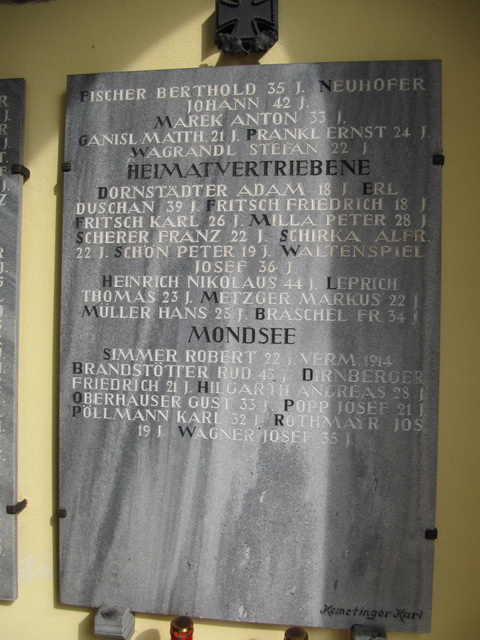 FISCHER BERTHOLD 35 J. NEUHOFER
JOHANN 42 J.
MAREK ANTON 33 J.
GANISL MATTH. 21 J. PRANKL ERNST 24 J.
WAGRANDL STEFAN 22 J.
HEIMATVERTRIEBENE
DORNSTÄDTER ADAM 18 J. ERL
DUSCHAN 39 J. FRITSCH FRIEDRICH 18 J.
FRITSCH KARL 26 J. MILLA PETER 28 J.
SCHERER FRANZ 22 J. SCHIRKA ALFR.
22 J. SCHÖN PETER 19 J. WALTENSPIEL
JOSEF 36 J
HEINRICH NIKOLAUS 44 J. LEPRICH
THOMAS 23 J. METZGER MARKUS 22 J
MÜLLER HANS 23 J. BRASCHEL FR. 34 J
MONDSEE
SIMMER ROBERT 22 J. VERM. 1914
BRANDSTÖTTER RUD. 43 J. DIRNBERGER
FRIEDRICH 21 J. HILGARTH ANDREAS 28 J
OBERHAUSER GUST. 33 J. POPP JOSEF 21 J
PÖLLMANN KARL 32 J. ROTHMAYR JOS.
19 J. WAGNER JOSEF 35 J
Kemetinger Karl